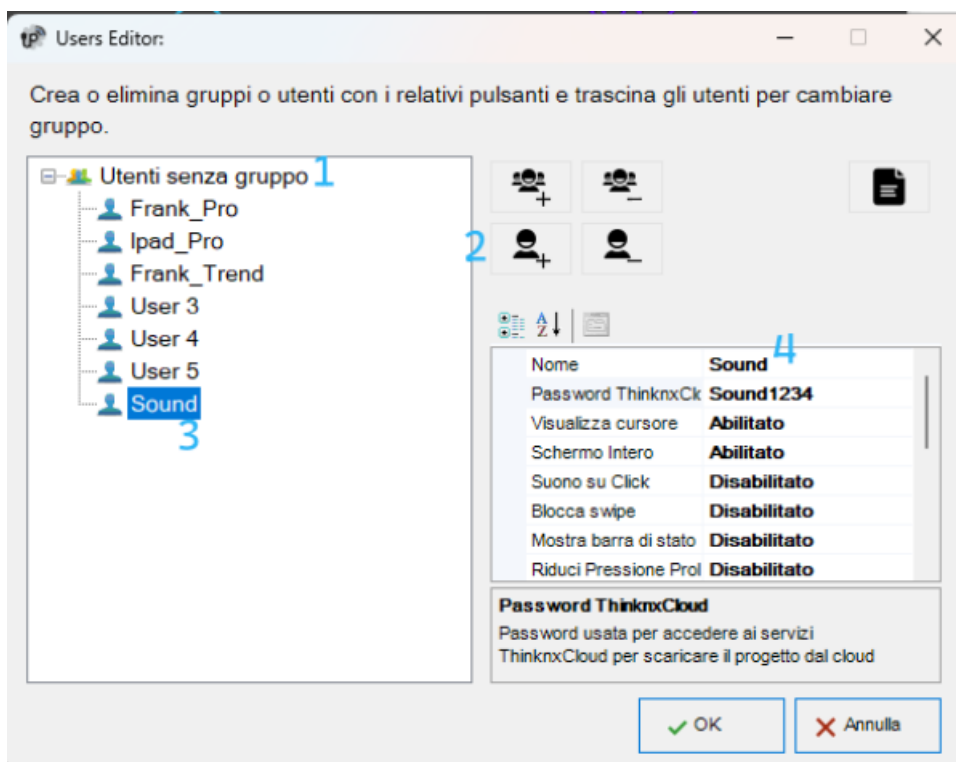 Users Editor:
Crea o elimina gruppi o utenti con i relativi pulsanti e trascina gli utenti per cambiare
gruppo.
Utenti senza gruppo 1
Frank_Pro
Ipad_Pro
Frank_Trend
User 3
User 4
User 5
Sound
3
2
A
Z
4
Nome Sound
Password ThinknxCk Sound1234
Visualizza cursore Abilitato
Schermo Intero Abilitato
Suono su Click Disabilitato
Blocca swipe Disabilitato
Mostra barra di stato Disabilitato
Riduci Pressione Prol Disabilitato
Password ThinknxCloud
Password usata per accedere ai servizi
ThinknxCloud per scaricare il progetto dal cloud
OK
Annulla